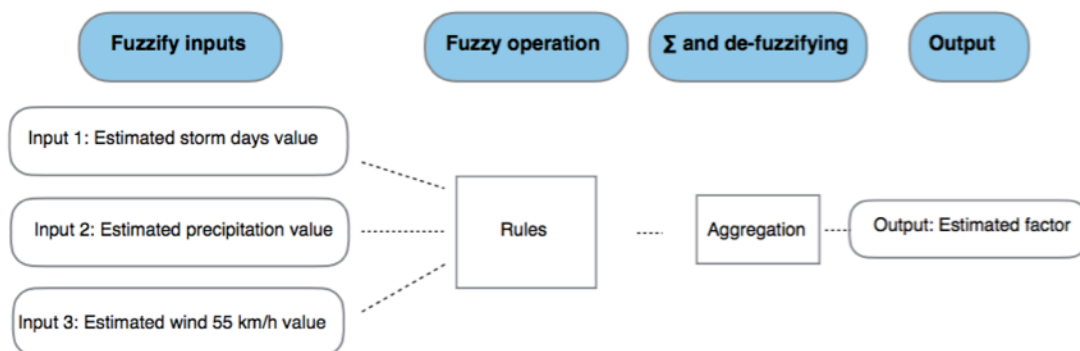 Fuzzify inputs
Fuzzy operation
Σ and de-fuzzifying
Output
Input 1: Estimated storm days value
Input 2: Estimated precipitation value
Input 3: Estimated wind 55 km/h value
Rules
Aggregation
Output: Estimated factor